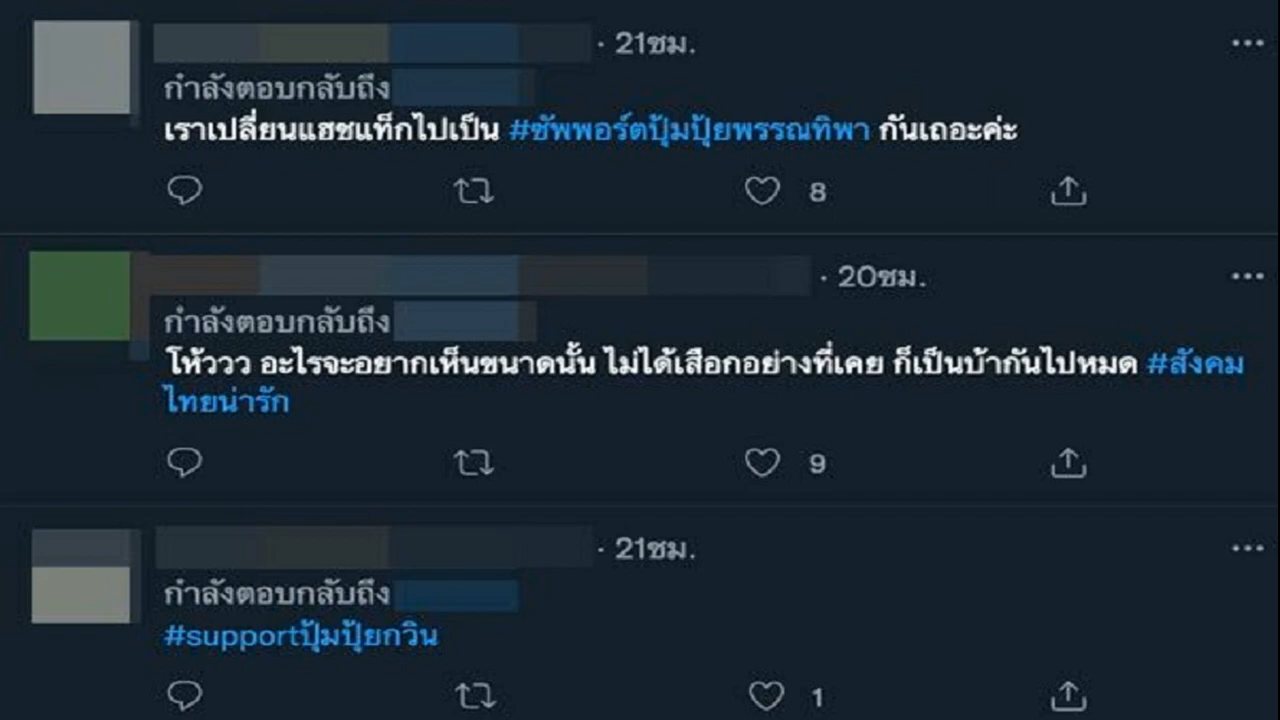 · 21ชม.
กำลังตอบกลับถึง
เราเปลี่ยนแฮชแท็กไปเป็น #ซัพพอร์ตปุ้มปุ้ยพรรณทิพา กันเถอะค่ะ
8
· 20ชม.
กำลังตอบกลับถึง
โห้ววว อะไรจะอยากเห็นขนาดนั้น ไม่ได้เสือกอย่างที่เคย ก็เป็นบ้ากันไปหมด #สังคม
ไทยน่ารัก
9
· 21ชม.
กำลังตอบกลับถึง
#supportปุ้มปุ้ยกวิน
1